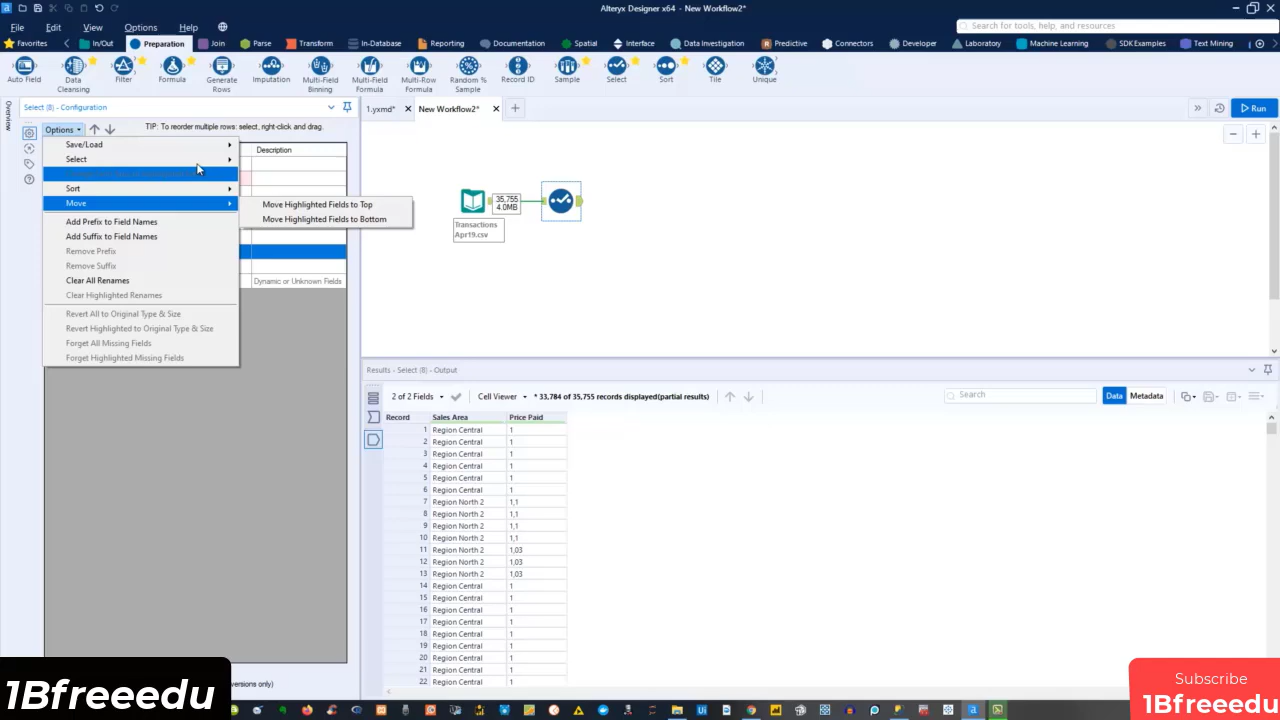 Alteryx Designer x64 - New Workflow2*
File Edit View Options Help
Search for tools, help, and resources
Favorites In/Out Preparation Join Parse Transform In-Database Reporting Documentation Spatial Interface Data Investigation Predictive Connectors Developer Laboratory Machine Learning SDK Examples Text Mining
Auto Field
Data Cleansing
Filter
Formula
Generate Rows
Imputation
Multi-Field Binning
Multi-Field Formula
Multi-Row Formula
Random % Sample
Record ID
Sample
Select
Sort
Tile
Unique
Select (8) - Configuration
Overview
1.yxmd*
New Workflow2*
Run
Options
TIP: To reorder multiple rows: select, right-click and drag.
Save/Load
Description
Select
Sort
Move
Move Highlighted Fields to Top
Move Highlighted Fields to Bottom
Add Prefix to Field Names
Add Suffix to Field Names
Remove Prefix
Remove Suffix
Clear All Renames
Dynamic or Unknown Fields
Clear Highlighted Renames
Revert All to Original Type & Size
Revert Highlighted to Original Type & Size
Forget All Missing Fields
Forget Highlighted Missing Fields
35,755
4.0MB
Transactions
Apr19.csv
Results - Select (8) - Output
2 of 2 Fields
Cell Viewer
* 33,784 of 35,755 records displayed(partial results)
Search
Data
Metadata
Record Sales Area Price Paid
1 Region Central 1
2 Region Central 1
3 Region Central 1
4 Region Central 1
5 Region Central 1
6 Region Central 1
7 Region North 2 1,1
8 Region North 2 1,1
9 Region North 2 1,1
10 Region North 2 1,1
11 Region North 2 1,03
12 Region North 2 1,03
13 Region North 2 1,03
14 Region Central 1
15 Region Central 1
16 Region Central 1
17 Region Central 1
18 Region Central 1
19 Region Central 1
20 Region Central 1
21 Region Central 1
22 Region Central 1
versions only)
1Bfreeedu
Subscribe
1Bfreeedu